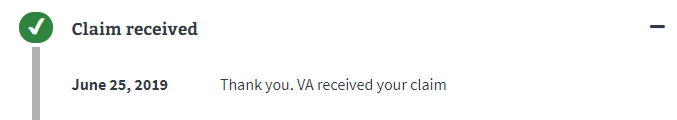 Claim received
June 25, 2019 Thank you. VA received your claim